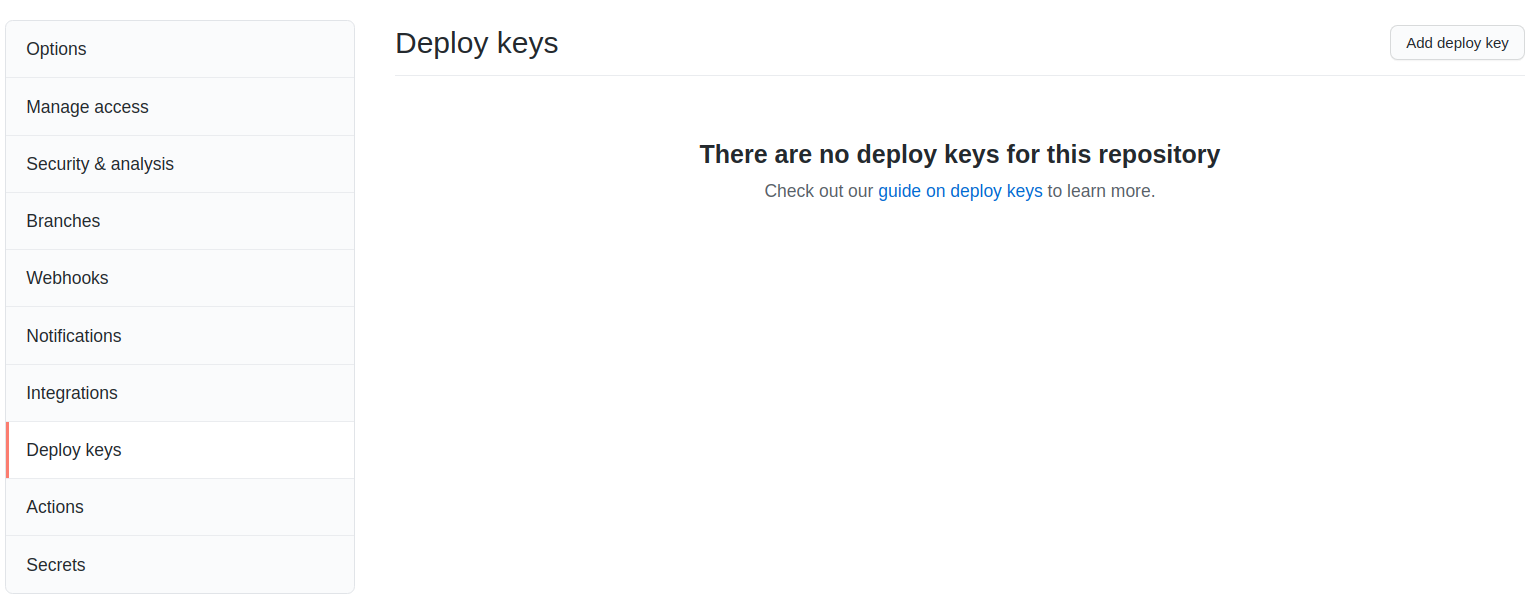 Options
Manage access
Security & analysis
Branches
Webhooks
Notifications
Integrations
Deploy keys
Actions
Secrets
Deploy keys
Add deploy key
There are no deploy keys for this repository
Check out our guide on deploy keys to learn more.